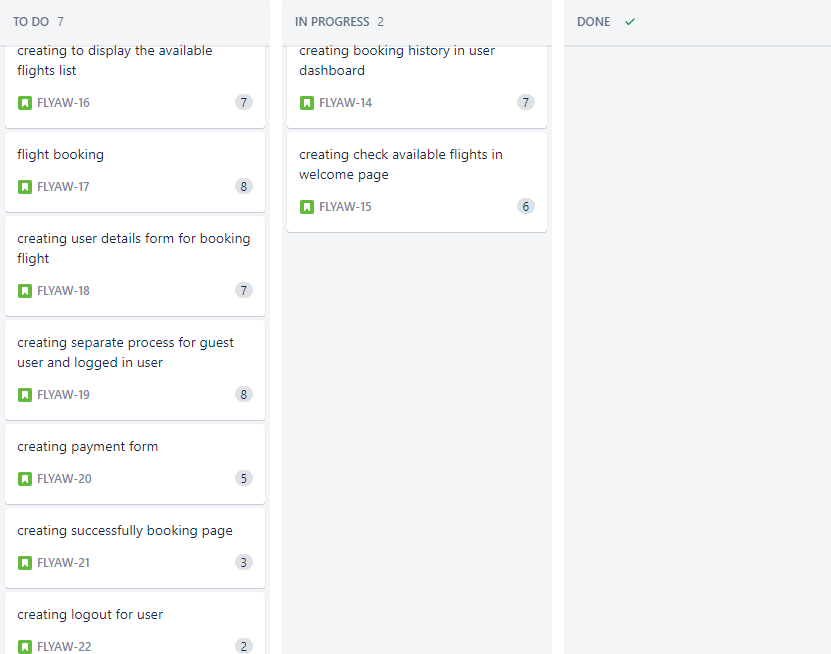 TO DO 7
creating to display the available
flights list
FLYAW-16 7
flight booking
FLYAW-17 8
creating user details form for booking
flight
FLYAW-18 7
creating separate process for guest
user and logged in user
FLYAW-19 8
creating payment form
FLYAW-20 5
creating successfully booking page
FLYAW-21 3
creating logout for user
FLYAW-22 2
IN PROGRESS 2
creating booking history in user
dashboard
FLYAW-14 7
creating check available flights in
welcome page
FLYAW-15 6
DONE